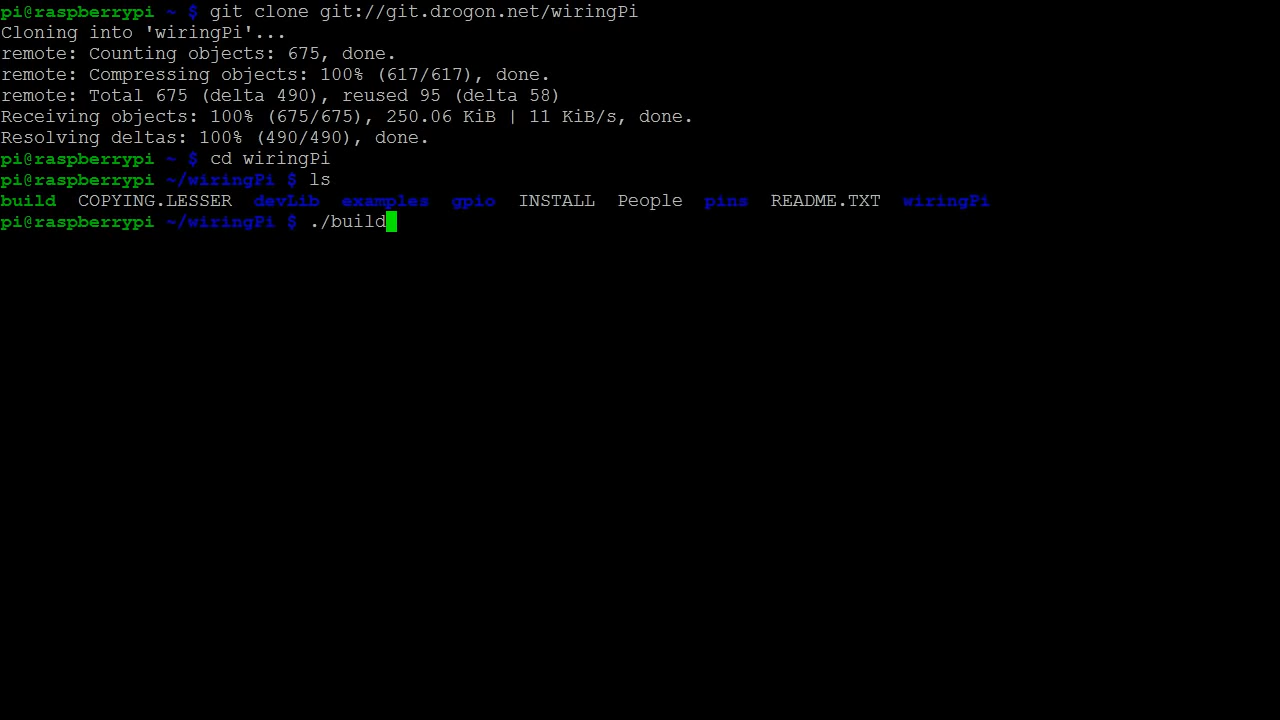 pi@raspberrypi ~ $ git clone git://git.drogon.net/wiringPi
Cloning into 'wiringPi'...
remote: Counting objects: 675, done.
remote: Compressing objects: 100% (617/617), done.
remote: Total 675 (delta 490), reused 95 (delta 58)
Receiving objects: 100% (675/675), 250.06 KiB | 11 KiB/s, done.
Resolving deltas: 100% (490/490), done.
pi@raspberrypi ~ $ cd wiringPi
pi@raspberrypi ~/wiringPi $ ls
build  COPYING.LESSER  devLib  examples  gpio  INSTALL  People  pins  README.TXT  wiringPi
pi@raspberrypi ~/wiringPi $ ./build